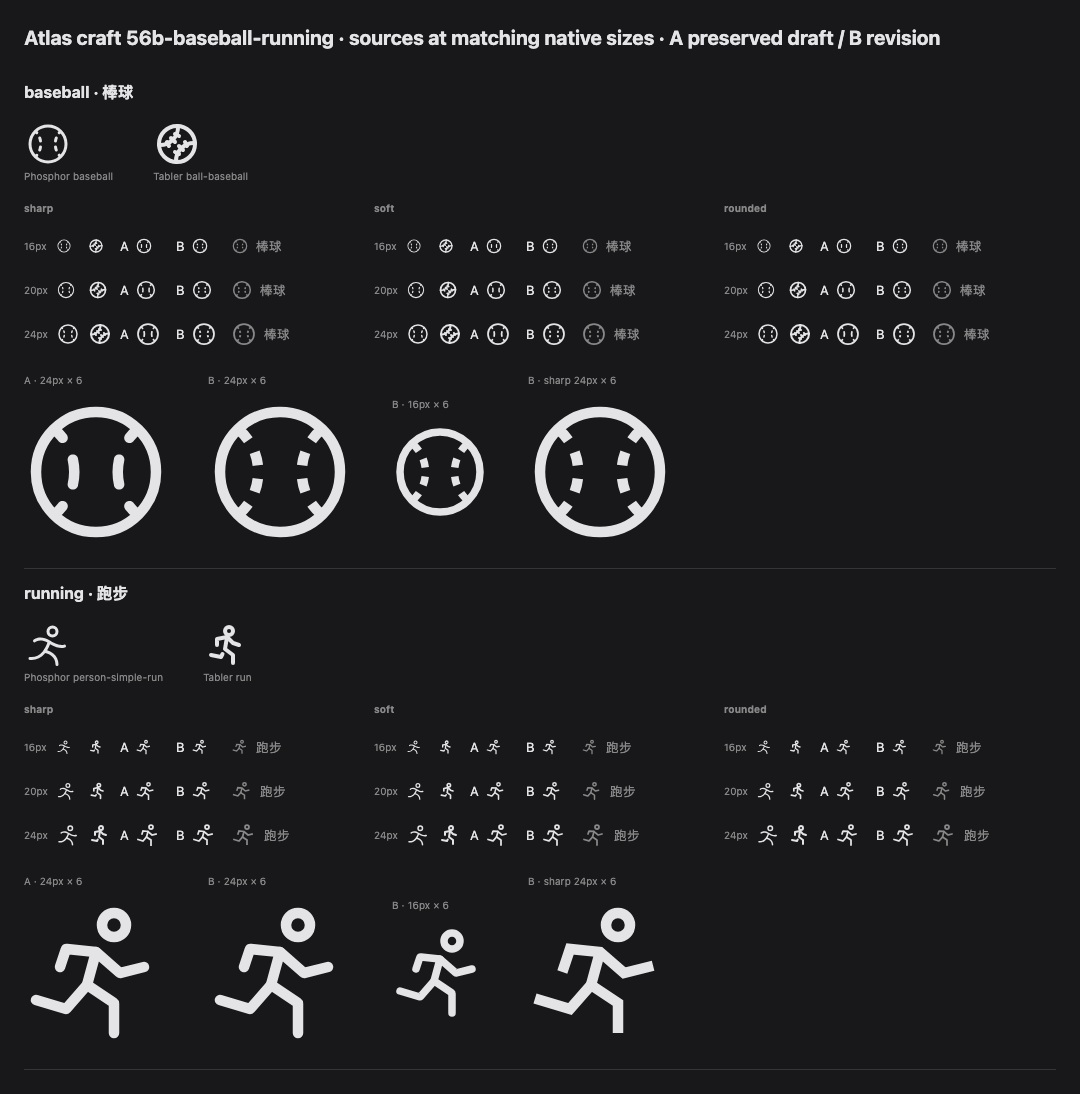 Atlas craft 56b-baseball-running · sources at matching native sizes · A preserved draft / B revision
baseball · 棒球
Phosphor baseball
Tabler ball-baseball
sharp
soft
rounded
16px A B 棒球
16px A B 棒球
16px A B 棒球
20px A B 棒球
20px A B 棒球
20px A B 棒球
24px A B 棒球
24px A B 棒球
24px A B 棒球
A · 24px × 6
B · 24px × 6
B · 16px × 6
B · sharp 24px × 6
running · 跑步
Phosphor person-simple-run
Tabler run
sharp
soft
rounded
16px A B 跑步
16px A B 跑步
16px A B 跑步
20px A B 跑步
20px A B 跑步
20px A B 跑步
24px A B 跑步
24px A B 跑步
24px A B 跑步
A · 24px × 6
B · 24px × 6
B · 16px × 6
B · sharp 24px × 6